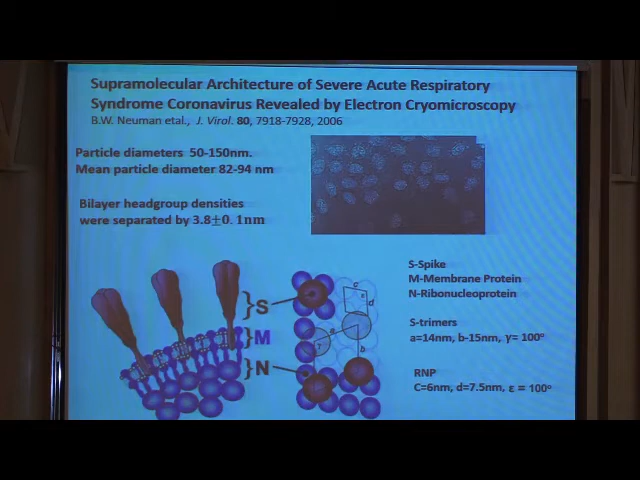 Supramolecular Architecture of Severe Acute Respiratory
Syndrome Coronavirus Revealed by Electron Cryomicroscopy
B.W. Neuman etal., J. Virol. 80, 7918-7928, 2006
Particle diameters 50-150nm.
Mean particle diameter 82-94 nm
Bilayer headgroup densities
were separated by 3.8±0.1nm
S-Spike
M-Membrane Protein
N-Ribonucleoprotein
S-trimers
a=14nm, b-15nm, γ= 100°
RNP
C=6nm, d=7.5nm, ε = 100°
S
M
N
c
ε
d
a
γ
b